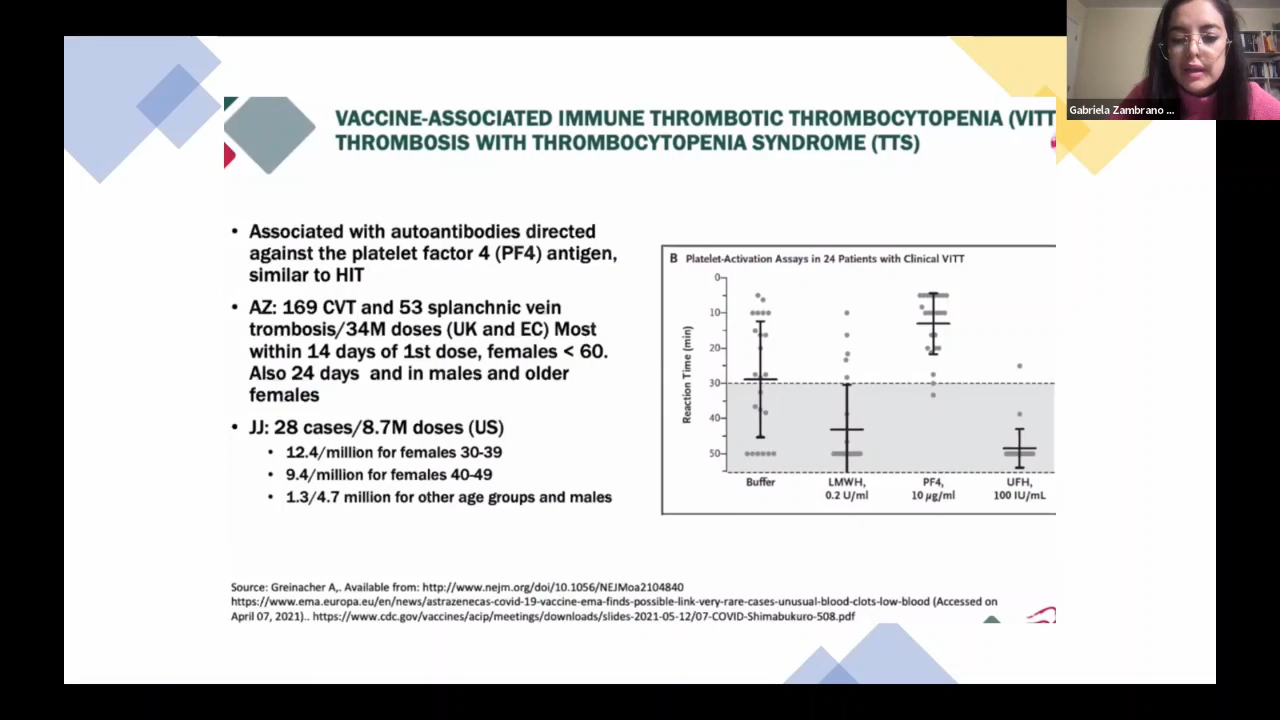 Gabriela Zambrano ...
VACCINE-ASSOCIATED IMMUNE THROMBOTIC THROMBOCYTOPENIA (VITT
THROMBOSIS WITH THROMBOCYTOPENIA SYNDROME (TTS)
• Associated with autoantibodies directed
against the platelet factor 4 (PF4) antigen,
similar to HIT
• AZ: 169 CVT and 53 splanchnic vein
trombosis/34M doses (UK and EC) Most
within 14 days of 1st dose, females < 60.
Also 24 days and in males and older
females
• JJ: 28 cases/8.7M doses (US)
• 12.4/million for females 30-39
• 9.4/million for females 40-49
• 1.3/4.7 million for other age groups and males
B Platelet-Activation Assays in 24 Patients with Clinical VITT
Reaction Time (min)
0
10
20
30
40
50
Buffer
LMWH,
0.2 U/ml
PF4,
10 µg/ml
UFH,
100 IU/mL
Source: Greinacher A,. Available from: http://www.nejm.org/doi/10.1056/NEJMoa2104840
https://www.ema.europa.eu/en/news/astrazenecas-covid-19-vaccine-ema-finds-possible-link-very-rare-cases-unusual-blood-clots-low-blood (Accessed on
April 07, 2021).. https://www.cdc.gov/vaccines/acip/meetings/downloads/slides-2021-05-12/07-COVID-Shimabukuro-508.pdf